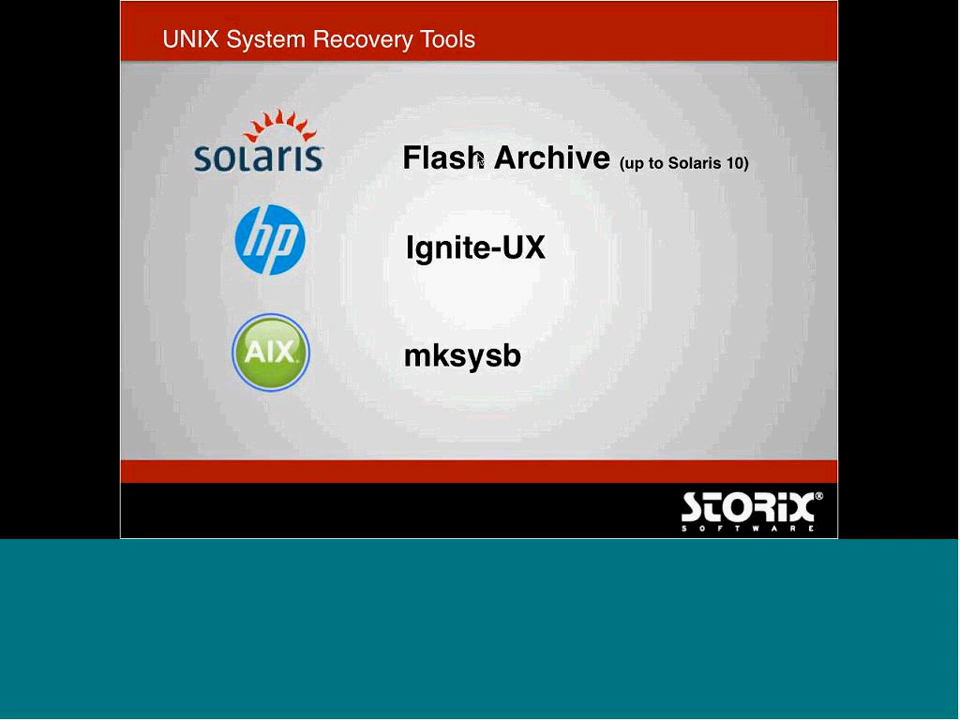 UNIX System Recovery Tools
solaris
Flash Archive (up to Solaris 10)
hp
Ignite-UX
AIX
mksysb
STORIX®
SOFTWARE